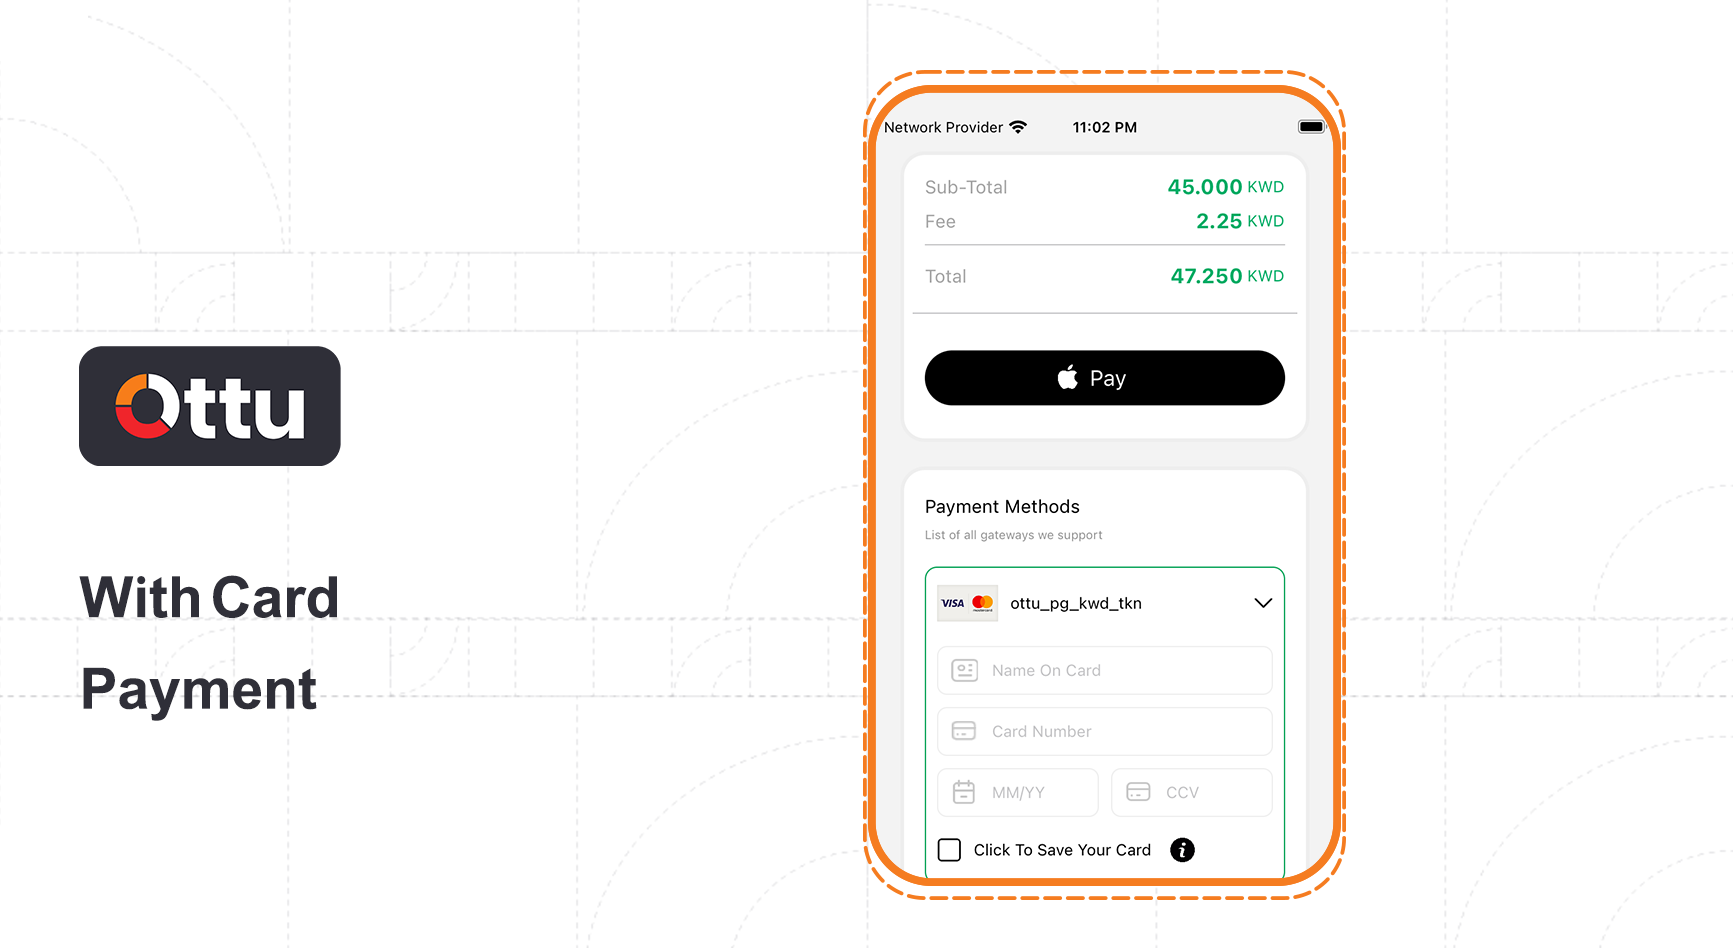 Ottu
With Card
Payment
Network Provider 11:02 PM
Sub-Total 45.000 KWD
Fee 2.25 KWD
Total 47.250 KWD
Pay
Payment Methods
List of all gateways we support
VISA mastercard ottu_pg_kwd_tkn
Name On Card
Card Number
MM/YY CCV
Click To Save Your Card i